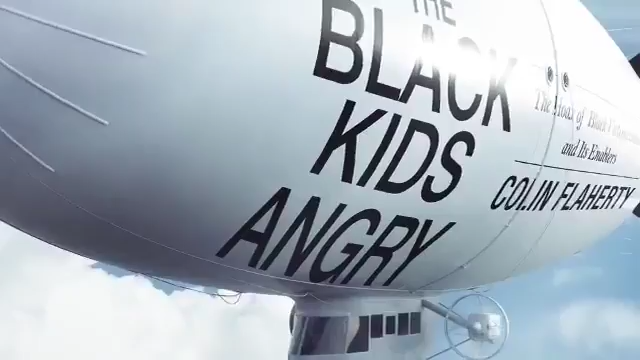 THE
BLACK
KIDS
ANGRY
The Hoax of Black
and Its Enablers
COLIN FLAHERTY